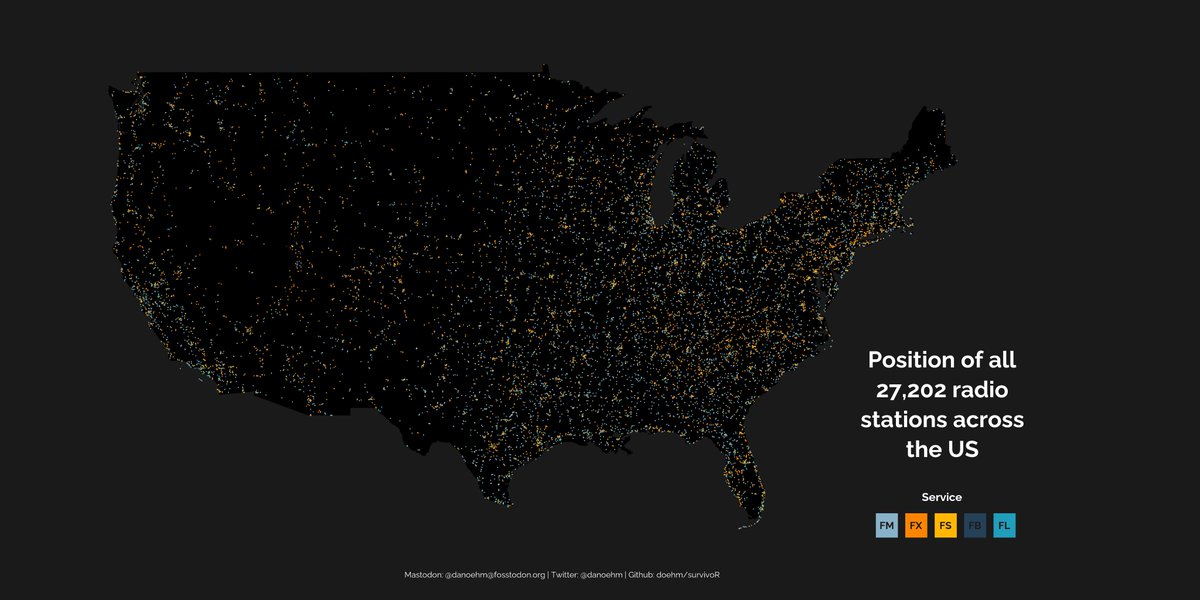 Position of all
27,202 radio
stations across
the US
Service
FM FX FS FB FL
Mastodon: @danoehm@fosstodon.org | Twitter: @danoehm | Github: doehm/survivoR